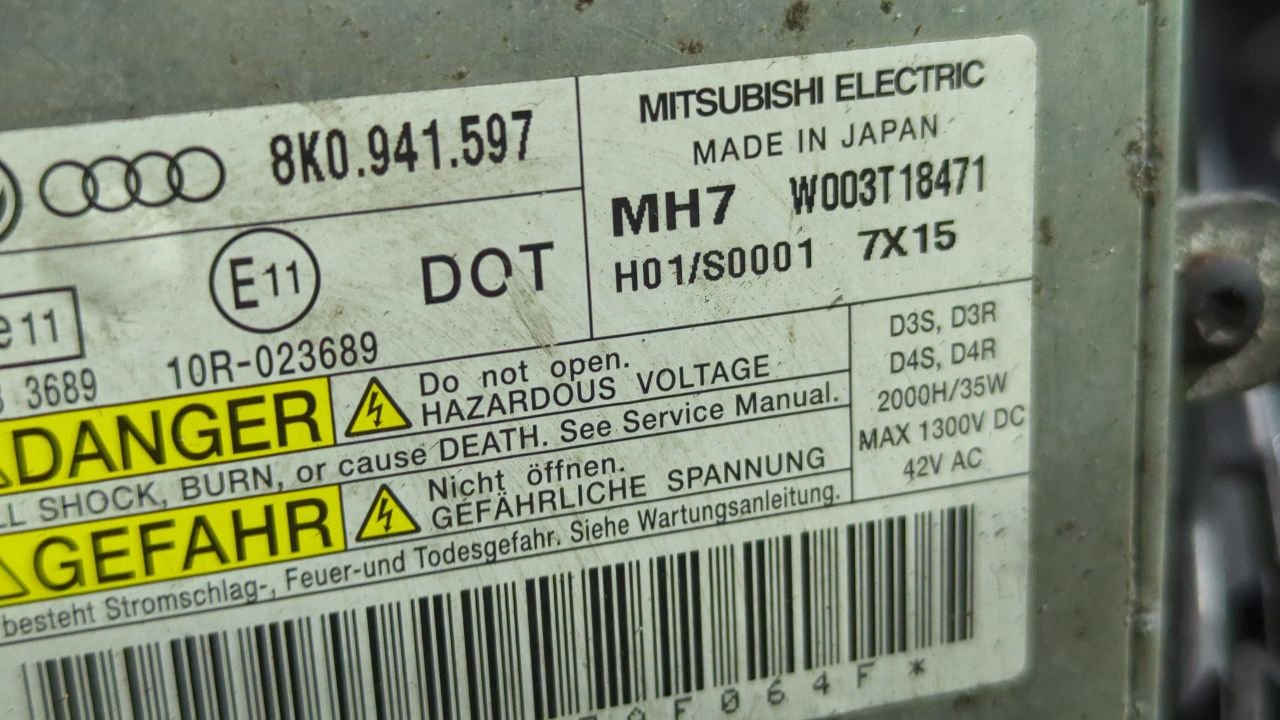 8K0.941.597
MITSUBISHI ELECTRIC
MADE IN JAPAN
MH7 W003T18471
H01/S0001 7X15
E11 DOT
e11
10R-023689
3689
D3S, D3R
D4S, D4R
2000H/35W
MAX 1300V DC
42V AC
DANGER
Do not open.
HAZARDOUS VOLTAGE
SHOCK, BURN, or cause DEATH. See Service Manual.
GEFAHR
Nicht öffnen.
GEFÄHRLICHE SPANNUNG
besteht Stromschlag-, Feuer-und Todesgefahr. Siehe Wartungsanleitung.
F064F*